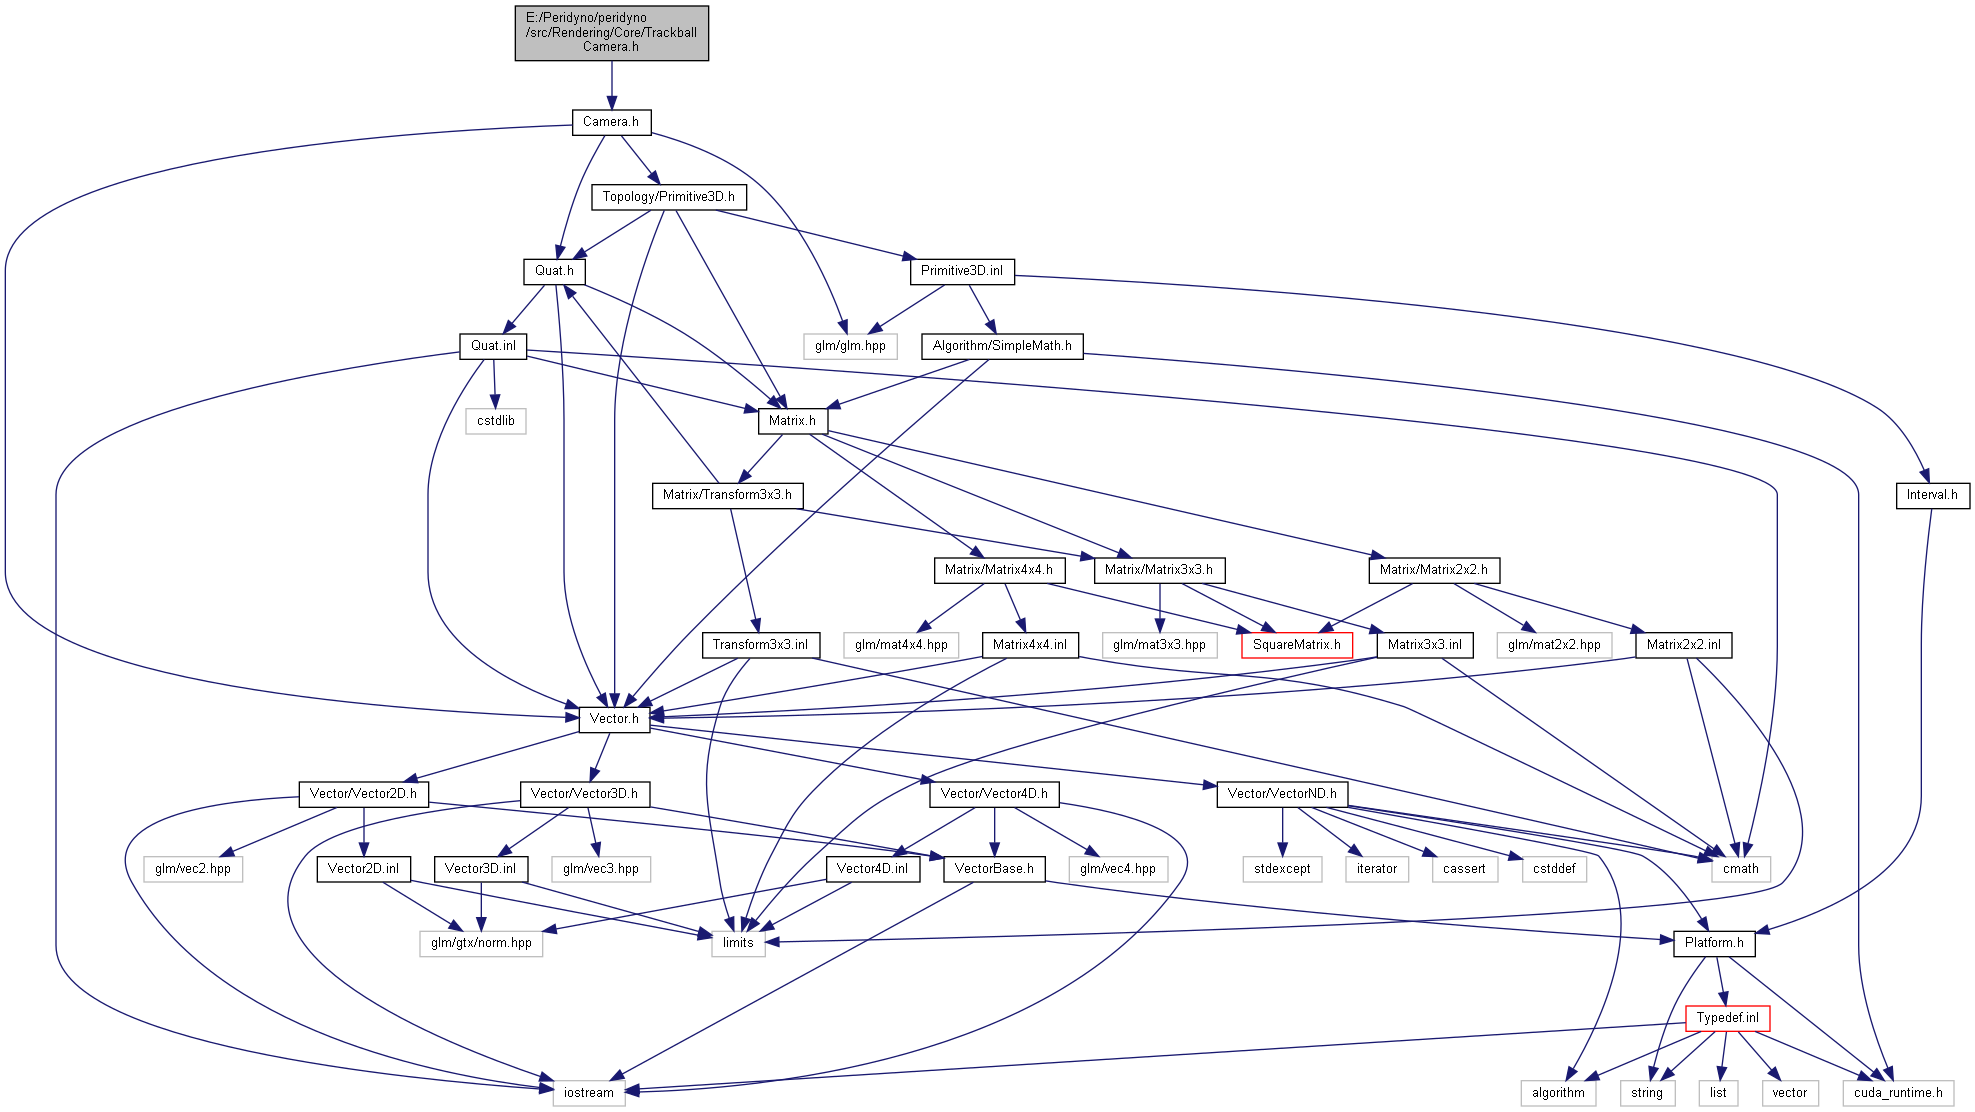 E:/Peridyno/peridyno
/src/Rendering/Core/Trackball
Camera.h
Camera.h
Topology/Primitive3D.h
Quat.h
Primitive3D.inl
Quat.inl
glm/glm.hpp
Algorithm/SimpleMath.h
cstdlib
Matrix.h
Matrix/Transform3x3.h
Interval.h
Matrix/Matrix4x4.h
Matrix/Matrix3x3.h
Matrix/Matrix2x2.h
Transform3x3.inl
glm/mat4x4.hpp
Matrix4x4.inl
glm/mat3x3.hpp
SquareMatrix.h
Matrix3x3.inl
glm/mat2x2.hpp
Matrix2x2.inl
Vector.h
Vector/Vector2D.h
Vector/Vector3D.h
Vector/Vector4D.h
Vector/VectorND.h
glm/vec2.hpp
Vector2D.inl
Vector3D.inl
glm/vec3.hpp
Vector4D.inl
VectorBase.h
glm/vec4.hpp
stdexcept
iterator
cassert
cstddef
cmath
glm/gtx/norm.hpp
limits
Platform.h
Typedef.inl
iostream
algorithm
string
list
vector
cuda_runtime.h